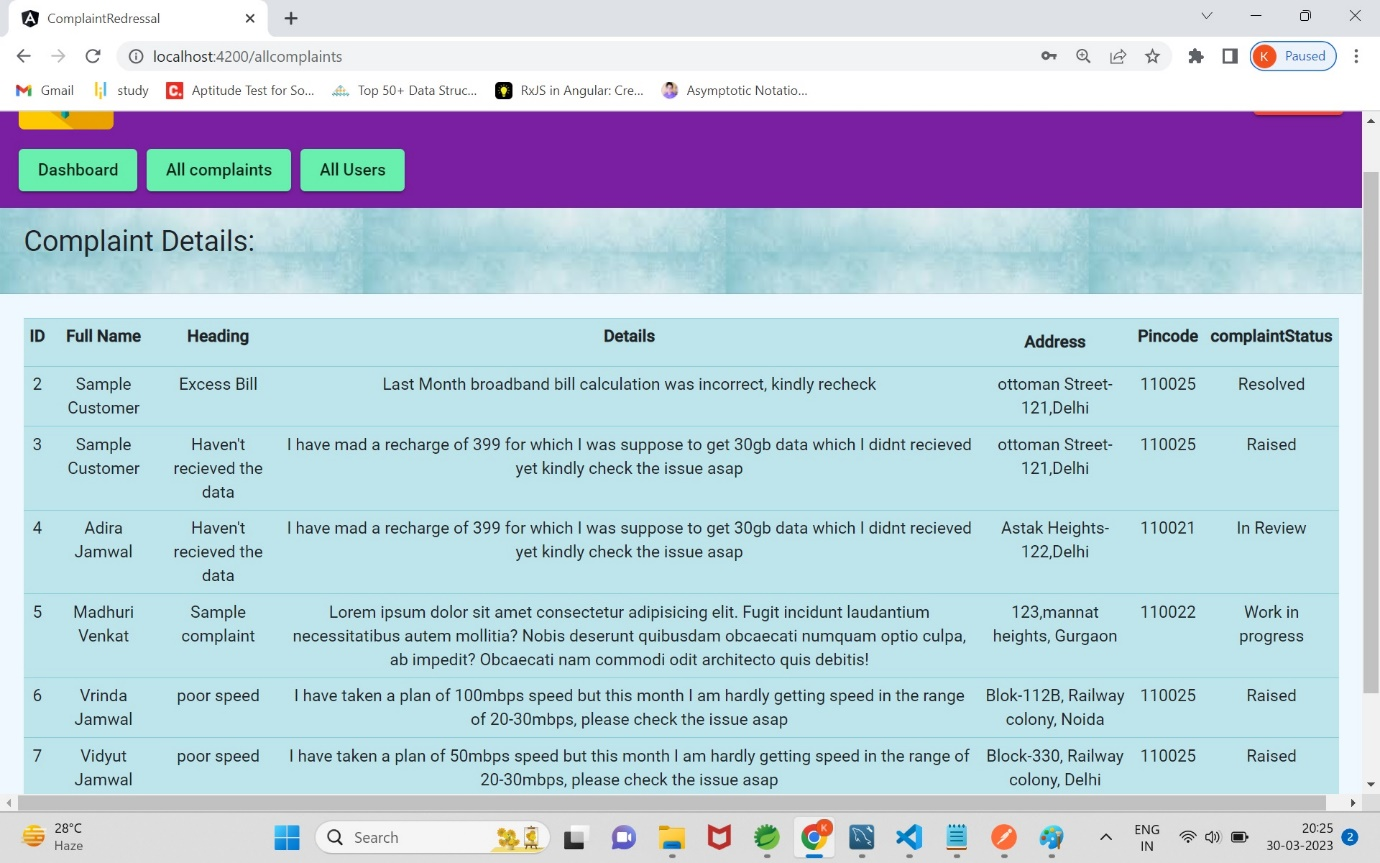 ComplaintRedressal
localhost:4200/allcomplaints
K Paused
Gmail study Aptitude Test for So... Top 50+ Data Struc... RxJS in Angular: Cre... Asymptotic Notatio...
Dashboard All complaints All Users
Complaint Details:
ID Full Name Heading Details Address Pincode complaintStatus
2 Sample Excess Bill Last Month broadband bill calculation was incorrect, kindly recheck ottoman Street- 110025 Resolved
Customer 121,Delhi
3 Sample Haven't I have mad a recharge of 399 for which I was suppose to get 30gb data which I didnt recieved ottoman Street- 110025 Raised
Customer recieved the yet kindly check the issue asap 121,Delhi
data
4 Adira Haven't I have mad a recharge of 399 for which I was suppose to get 30gb data which I didnt recieved Astak Heights- 110021 In Review
Jamwal recieved the yet kindly check the issue asap 122,Delhi
data
5 Madhuri Sample Lorem ipsum dolor sit amet consectetur adipisicing elit. Fugit incidunt laudantium 123,mannat 110022 Work in
Venkat complaint necessitatibus autem mollitia? Nobis deserunt quibusdam obcaecati numquam optio culpa, heights, Gurgaon progress
ab impedit? Obcaecati nam commodi odit architecto quis debitis!
6 Vrinda poor speed I have taken a plan of 100mbps speed but this month I am hardly getting speed in the range Blok-112B, Railway 110025 Raised
Jamwal of 20-30mbps, please check the issue asap colony, Noida
7 Vidyut poor speed I have taken a plan of 50mbps speed but this month I am hardly getting speed in the range of Block-330, Railway 110025 Raised
Jamwal 20-30mbps, please check the issue asap colony, Delhi
28°C
Haze
Search
K
ENG
IN
20:25
30-03-2023
2